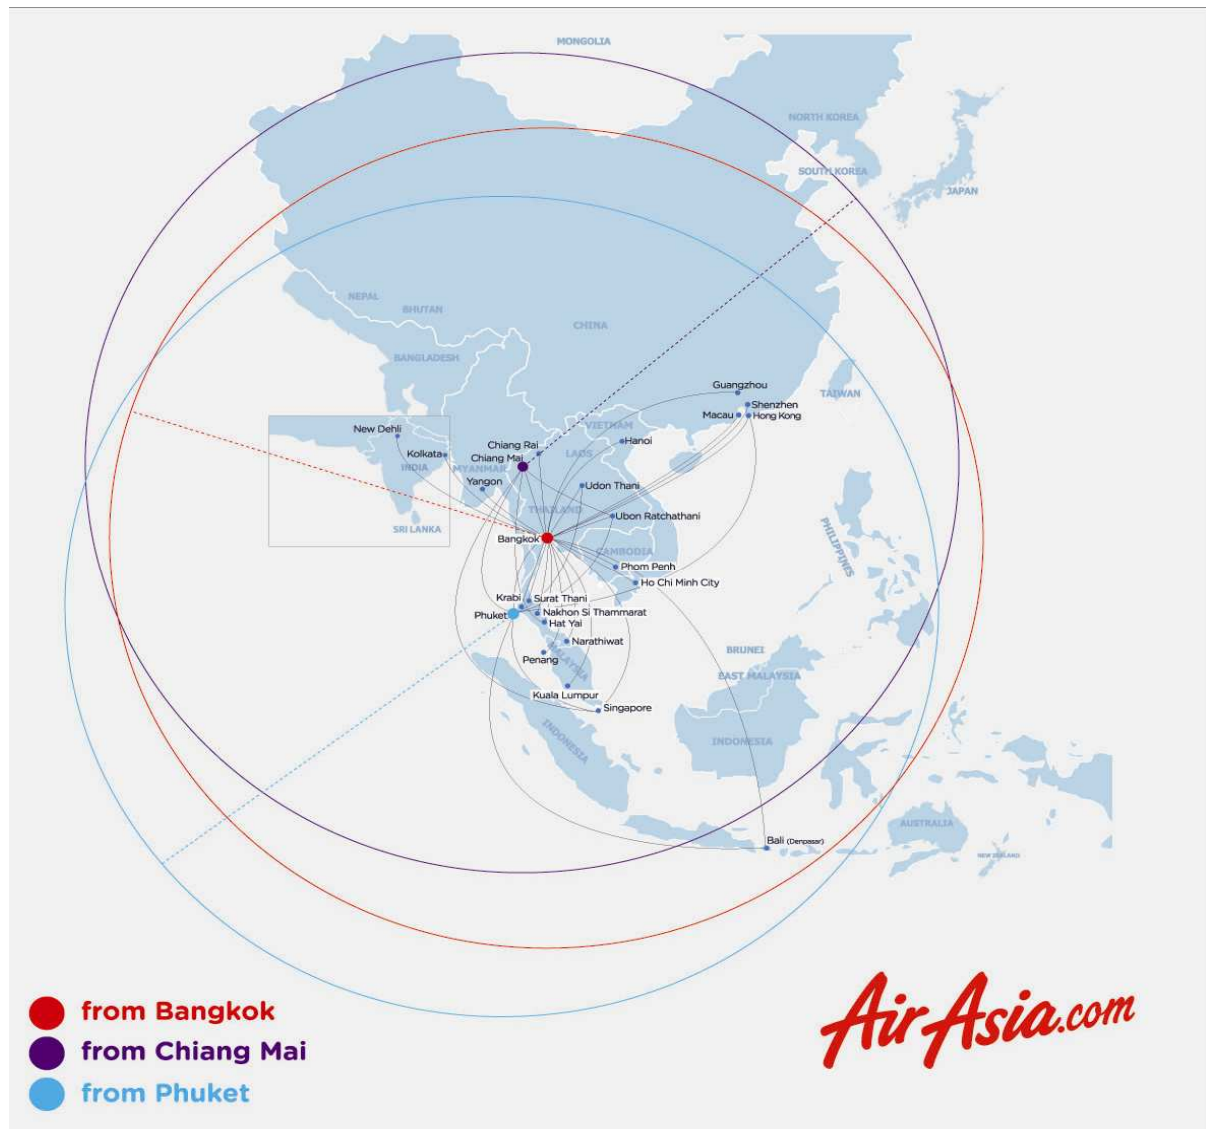 MONGOLIA
NORTH KOREA
SOUTH KOREA
JAPAN
NEPAL
BHUTAN
CHINA
BANGLADESH
TAIWAN
Guangzhou
Shenzhen
Macau
Hong Kong
New Dehli
VIETNAM
Hanoi
Chiang Rai
Kolkata
Chiang Mai
LAOS
INDIA
MYANMAR
Yangon
Udon Thani
THAILAND
Ubon Ratchathani
SRI LANKA
Bangkok
CAMBODIA
PHILIPPINES
Phom Penh
Ho Chi Minh City
Krabi
Surat Thani
Phuket
Nakhon Si Thammarat
Hat Yai
Narathiwat
MALAYSIA
Penang
BRUNEI
EAST MALAYSIA
Kuala Lumpur
Singapore
INDONESIA
INDONESIA
AUSTRALIA
Bali (Denpasar)
NEW ZEALAND
from Bangkok
from Chiang Mai
from Phuket
AirAsia.com